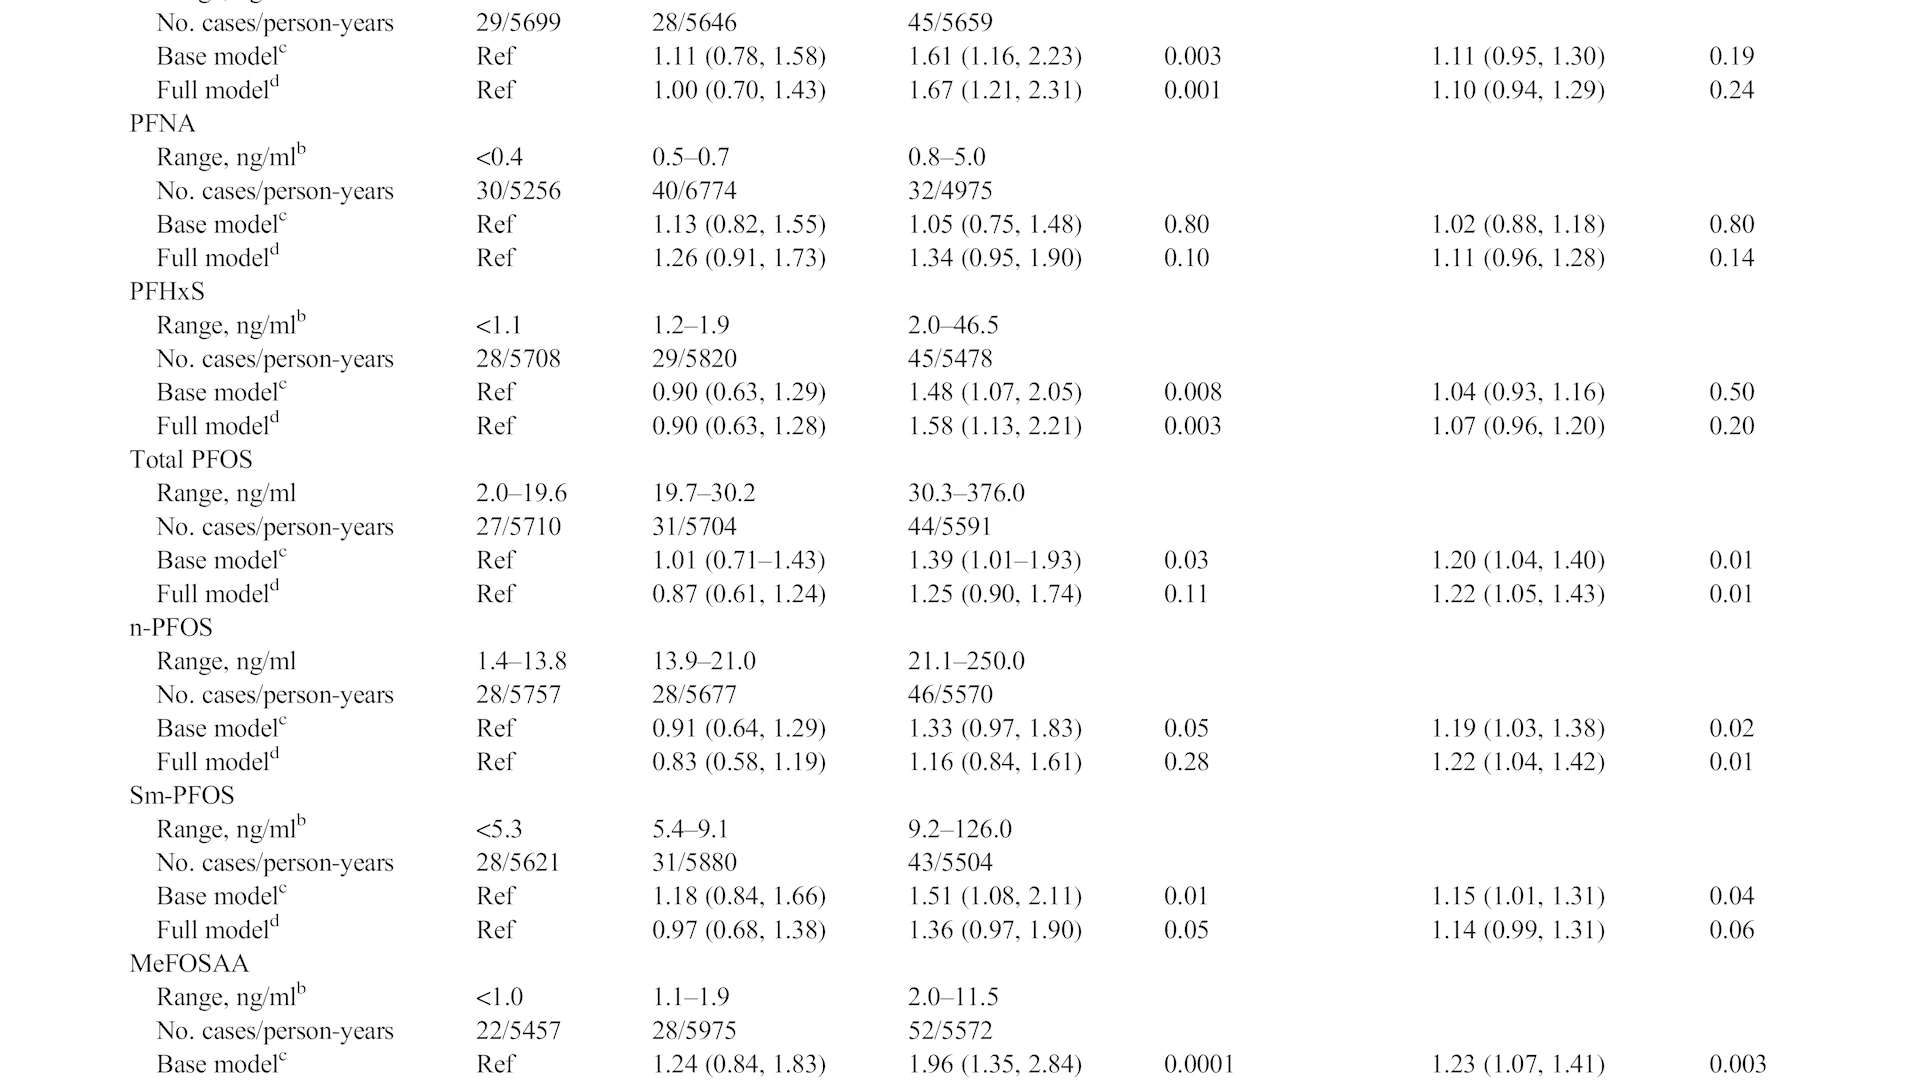 No. cases/person-years 29/5699 28/5646 45/5659
Base modelc Ref 1.11 (0.78, 1.58) 1.61 (1.16, 2.23) 0.003 1.11 (0.95, 1.30) 0.19
Full modeld Ref 1.00 (0.70, 1.43) 1.67 (1.21, 2.31) 0.001 1.10 (0.94, 1.29) 0.24
PFNA
Range, ng/mlb <0.4 0.5–0.7 0.8–5.0
No. cases/person-years 30/5256 40/6774 32/4975
Base modelc Ref 1.13 (0.82, 1.55) 1.05 (0.75, 1.48) 0.80 1.02 (0.88, 1.18) 0.80
Full modeld Ref 1.26 (0.91, 1.73) 1.34 (0.95, 1.90) 0.10 1.11 (0.96, 1.28) 0.14
PFHxS
Range, ng/mlb <1.1 1.2–1.9 2.0–46.5
No. cases/person-years 28/5708 29/5820 45/5478
Base modelc Ref 0.90 (0.63, 1.29) 1.48 (1.07, 2.05) 0.008 1.04 (0.93, 1.16) 0.50
Full modeld Ref 0.90 (0.63, 1.28) 1.58 (1.13, 2.21) 0.003 1.07 (0.96, 1.20) 0.20
Total PFOS
Range, ng/ml 2.0–19.6 19.7–30.2 30.3–376.0
No. cases/person-years 27/5710 31/5704 44/5591
Base modelc Ref 1.01 (0.71–1.43) 1.39 (1.01–1.93) 0.03 1.20 (1.04, 1.40) 0.01
Full modeld Ref 0.87 (0.61, 1.24) 1.25 (0.90, 1.74) 0.11 1.22 (1.05, 1.43) 0.01
n-PFOS
Range, ng/ml 1.4–13.8 13.9–21.0 21.1–250.0
No. cases/person-years 28/5757 28/5677 46/5570
Base modelc Ref 0.91 (0.64, 1.29) 1.33 (0.97, 1.83) 0.05 1.19 (1.03, 1.38) 0.02
Full modeld Ref 0.83 (0.58, 1.19) 1.16 (0.84, 1.61) 0.28 1.22 (1.04, 1.42) 0.01
Sm-PFOS
Range, ng/mlb <5.3 5.4–9.1 9.2–126.0
No. cases/person-years 28/5621 31/5880 43/5504
Base modelc Ref 1.18 (0.84, 1.66) 1.51 (1.08, 2.11) 0.01 1.15 (1.01, 1.31) 0.04
Full modeld Ref 0.97 (0.68, 1.38) 1.36 (0.97, 1.90) 0.05 1.14 (0.99, 1.31) 0.06
MeFOSAA
Range, ng/mlb <1.0 1.1–1.9 2.0–11.5
No. cases/person-years 22/5457 28/5975 52/5572
Base modelc Ref 1.24 (0.84, 1.83) 1.96 (1.35, 2.84) 0.0001 1.23 (1.07, 1.41) 0.003